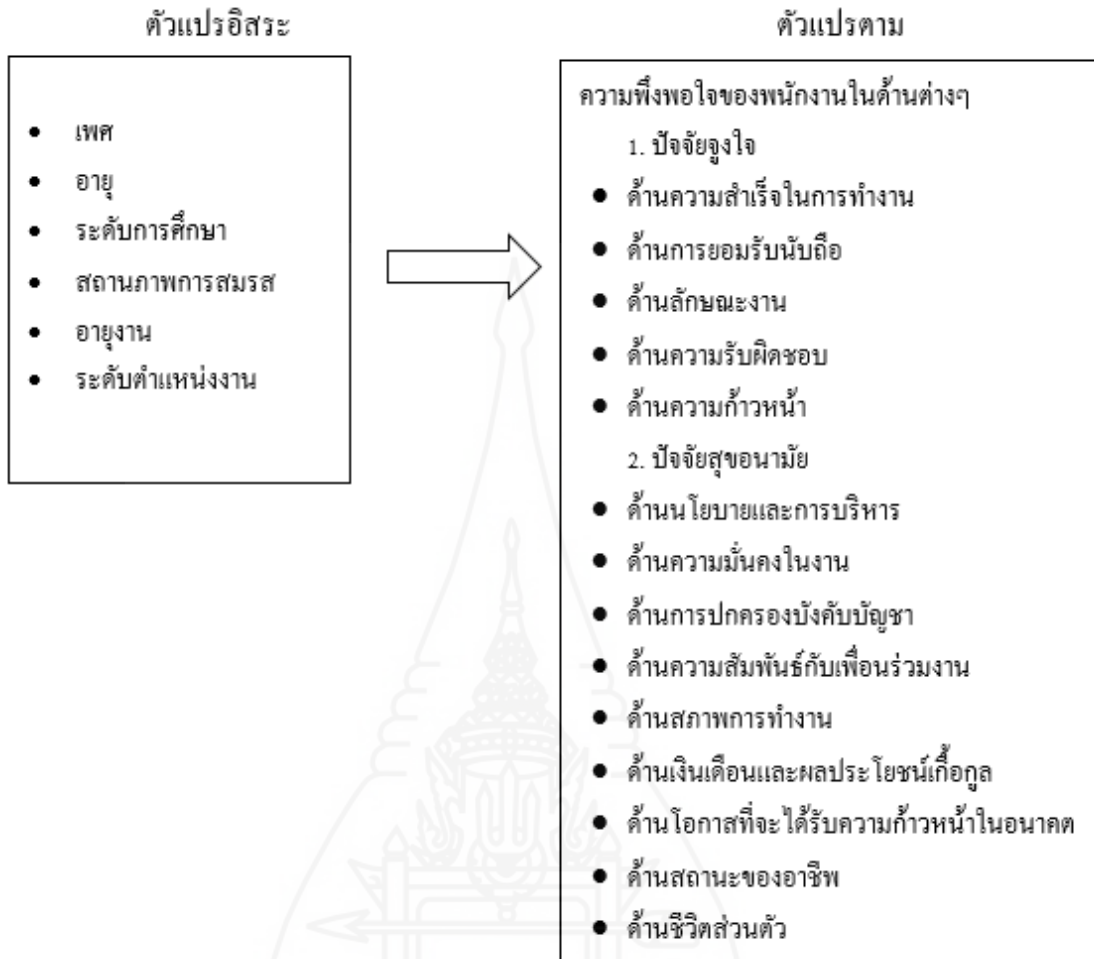 ตัวแปรอิสระ
• เพศ
• อายุ
• ระดับการศึกษา
• สถานภาพการสมรส
• อายุงาน
• ระดับตำแหน่งงาน
ตัวแปรตาม
ความพึงพอใจของพนักงานในด้านต่างๆ
1. ปัจจัยจูงใจ
• ด้านความสำเร็จในการทำงาน
• ด้านการยอมรับนับถือ
• ด้านลักษณะงาน
• ด้านความรับผิดชอบ
• ด้านความก้าวหน้า
2. ปัจจัยสุขอนามัย
• ด้านนโยบายและการบริหาร
• ด้านความมั่นคงในงาน
• ด้านการปกครองบังคับบัญชา
• ด้านความสัมพันธ์กับเพื่อนร่วมงาน
• ด้านสภาพการทำงาน
• ด้านเงินเดือนและผลประโยชน์เกื้อกูล
• ด้านโอกาสที่จะได้รับความก้าวหน้าในอนาคต
• ด้านสถานะของอาชีพ
• ด้านชีวิตส่วนตัว